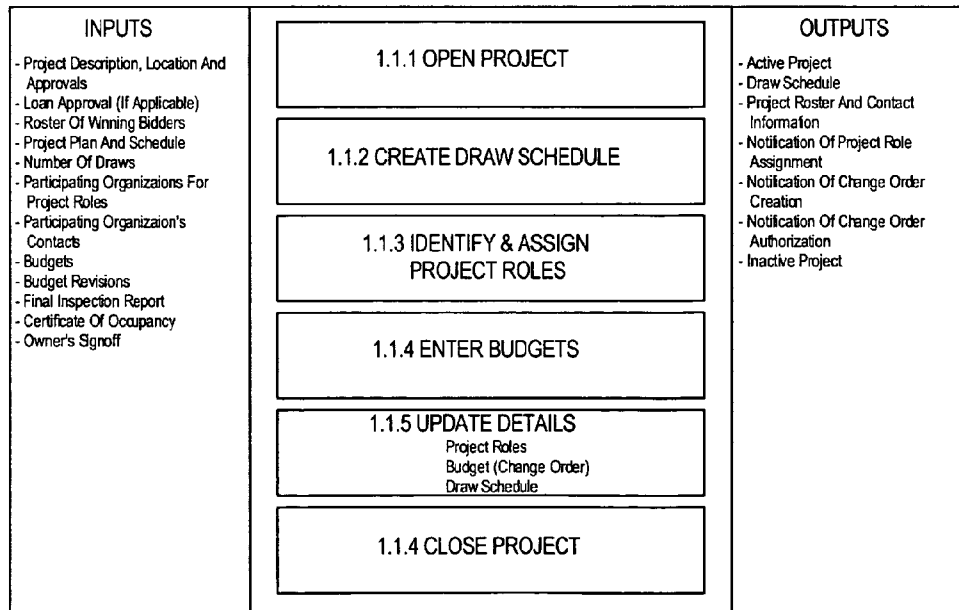 INPUTS
- Project Description, Location And
Approvals
- Loan Approval (If Applicable)
- Roster Of Winning Bidders
- Project Plan And Schedule
- Number Of Draws
- Participating Organizaions For
Project Roles
- Participating Organizaion's
Contacts
- Budgets
- Budget Revisions
- Final Inspection Report
- Certificate Of Occupancy
- Owner's Signoff
1.1.1 OPEN PROJECT
1.1.2 CREATE DRAW SCHEDULE
1.1.3 IDENTIFY & ASSIGN
PROJECT ROLES
1.1.4 ENTER BUDGETS
1.1.5 UPDATE DETAILS
Project Roles
Budget (Change Order)
Draw Schedule
1.1.4 CLOSE PROJECT
OUTPUTS
- Active Project
- Draw Schedule
- Project Roster And Contact
Information
- Notification Of Project Role
Assignment
- Notification Of Change Order
Creation
- Notification Of Change Order
Authorization
- Inactive Project